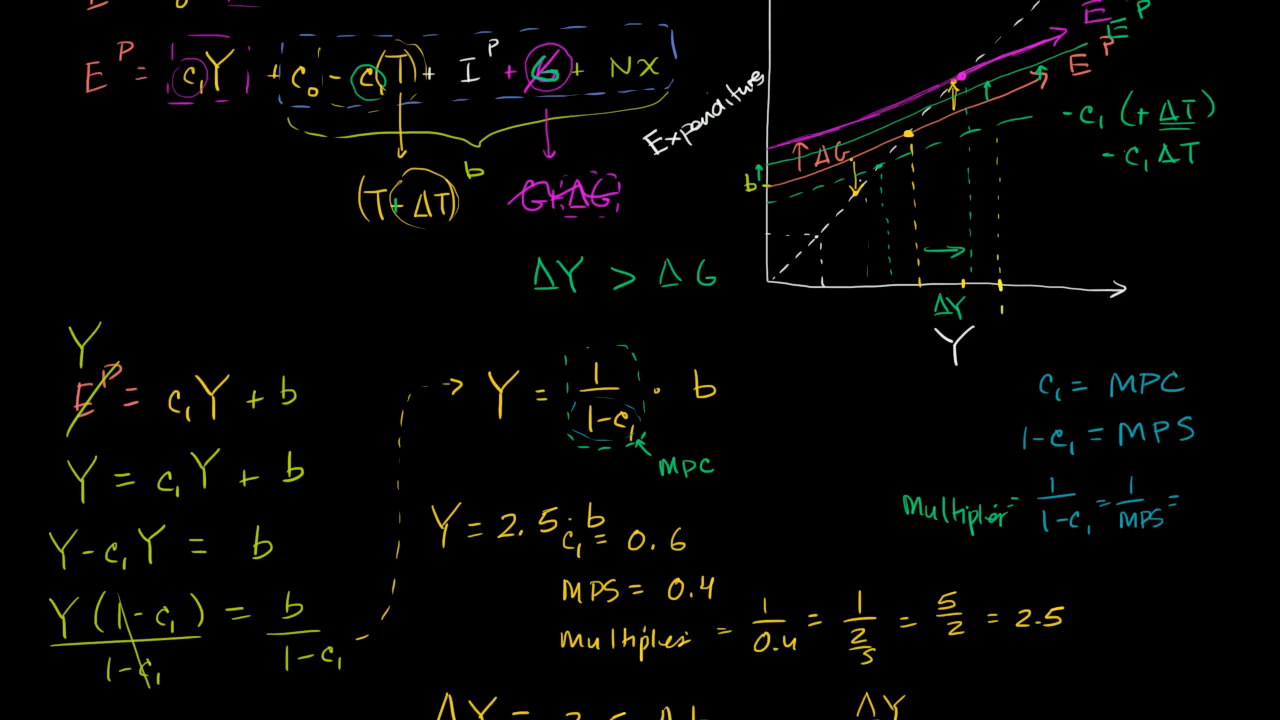 E^P = c₁Y + c₀ - c₁(T) + I^P + G + NX
b
(T + ΔT)
G+ΔG
ΔY > ΔG
Expenditure
E^P
E^P
E^P
ΔG
b
-c₁ (+ ΔT)
-c₁ ΔT
ΔY
Y
Y
E^P = c₁Y + b
Y = c₁Y + b
Y - c₁Y = b
Y(1-c₁) / 1-c₁ = b / 1-c₁
Y = 1 / 1-c₁ · b
MPC
Y = 2.5 · b
c₁ = 0.6
MPS = 0.4
Multiplier = 1 / 0.4 = 1 / 2/5 = 5/2 = 2.5
c₁ = MPC
1-c₁ = MPS
Multiplier = 1 / 1-c₁ = 1 / MPS =
ΔY